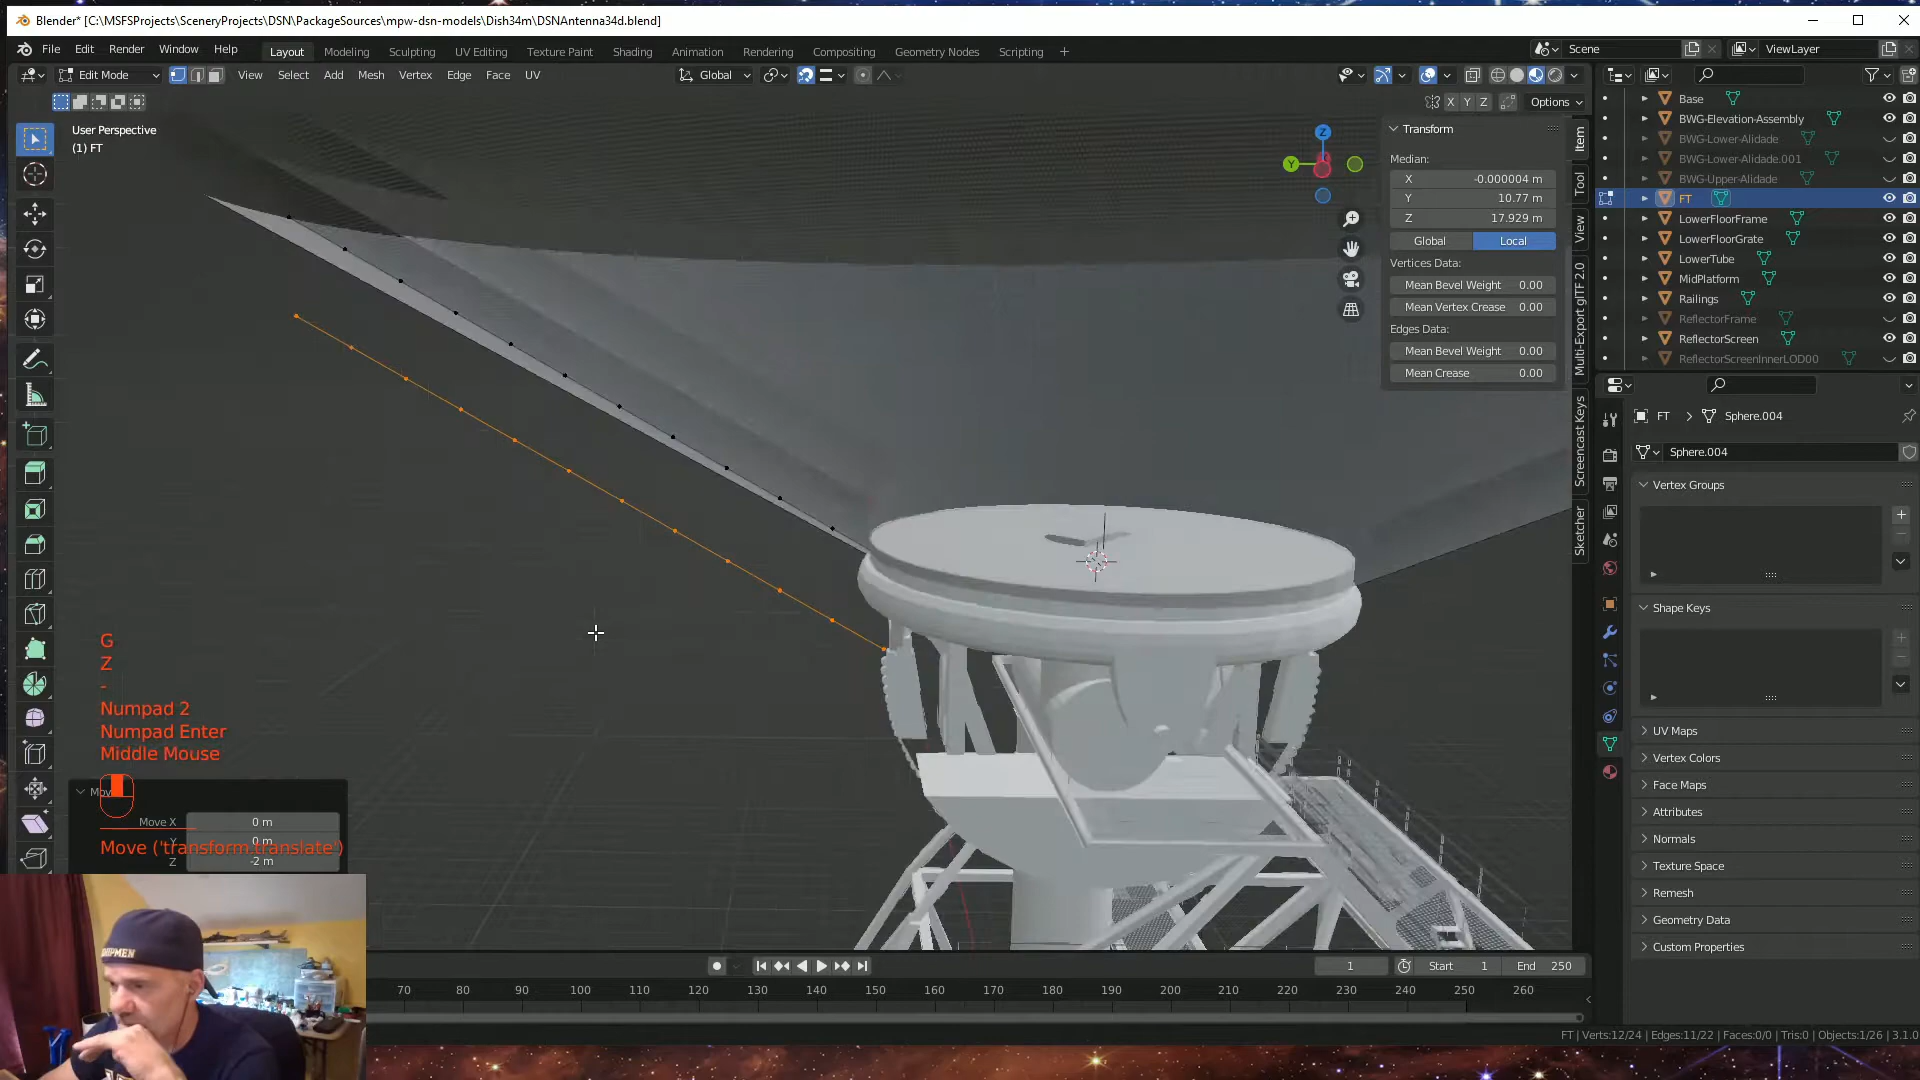 Blender* [C:\MSFSProjects\SceneryProjects\DSN\PackageSources\mpw-dsn-models\Dish34m\DSNAntenna34d.blend]
File Edit Render Window Help Layout Modeling Sculpting UV Editing Texture Paint Shading Animation Rendering Compositing Geometry Nodes Scripting + Scene ViewLayer
Edit Mode View Select Add Mesh Vertex Edge Face UV Global
X Y Z Options
User Perspective
(1) FT
Z
Y
Transform
Median:
X -0.000004 m
Y 10.77 m
Z 17.929 m
Global Local
Vertices Data:
Mean Bevel Weight 0.00
Mean Vertex Crease 0.00
Edges Data:
Mean Bevel Weight 0.00
Mean Crease 0.00
Item
Tool
View
Multi-Export glTF 2.0
Screencast Keys
Sketcher
Base
BWG-Elevation-Assembly
BWG-Lower-Alidade
BWG-Lower-Alidade.001
BWG-Upper-Alidade
FT
LowerFloorFrame
LowerFloorGrate
LowerTube
MidPlatform
Railings
ReflectorFrame
ReflectorScreen
ReflectorScreenInnerLOD00
FT > Sphere.004
Sphere.004
Vertex Groups
Shape Keys
UV Maps
Vertex Colors
Face Maps
Attributes
Normals
Texture Space
Remesh
Geometry Data
Custom Properties
G
Z
-
Numpad 2
Numpad Enter
Middle Mouse
Move X 0 m
0 m
Move ('transform.translate')
Z -2 m
1 Start 1 End 250
70 80 90 100 110 120 130 140 150 160 170 180 190 200 210 220 230 240 250 260
FT | Verts:12/24 | Edges:11/22 | Faces:0/0 | Tris:0 | Objects:1/26 | 3.1.0